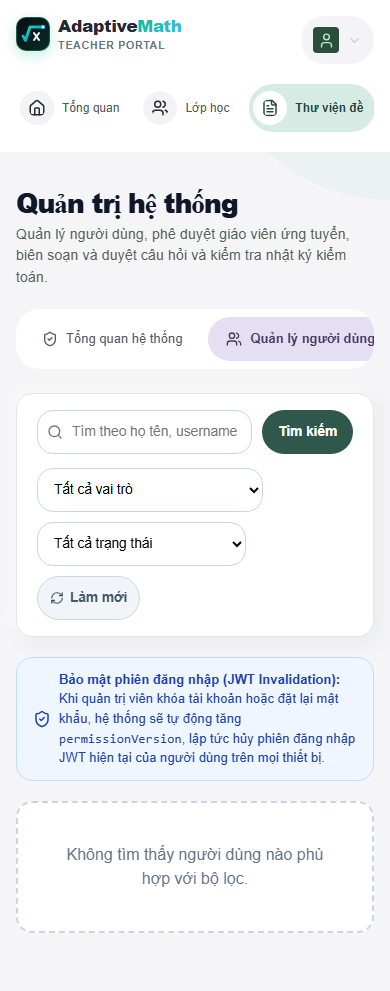 AdaptiveMath
TEACHER PORTAL
Tổng quan
Lớp học
Thư viện đề
Quản trị hệ thống
Quản lý người dùng, phê duyệt giáo viên ứng tuyển,
biên soạn và duyệt câu hỏi và kiểm tra nhật ký kiểm
toán.
Tổng quan hệ thống
Quản lý người dùng
Tìm theo họ tên, username
Tìm kiếm
Tất cả vai trò
Tất cả trạng thái
Làm mới
Bảo mật phiên đăng nhập (JWT Invalidation):
Khi quản trị viên khóa tài khoản hoặc đặt lại mật
khẩu, hệ thống sẽ tự động tăng
permissionVersion, lập tức hủy phiên đăng nhập
JWT hiện tại của người dùng trên mọi thiết bị.
Không tìm thấy người dùng nào phù
hợp với bộ lọc.